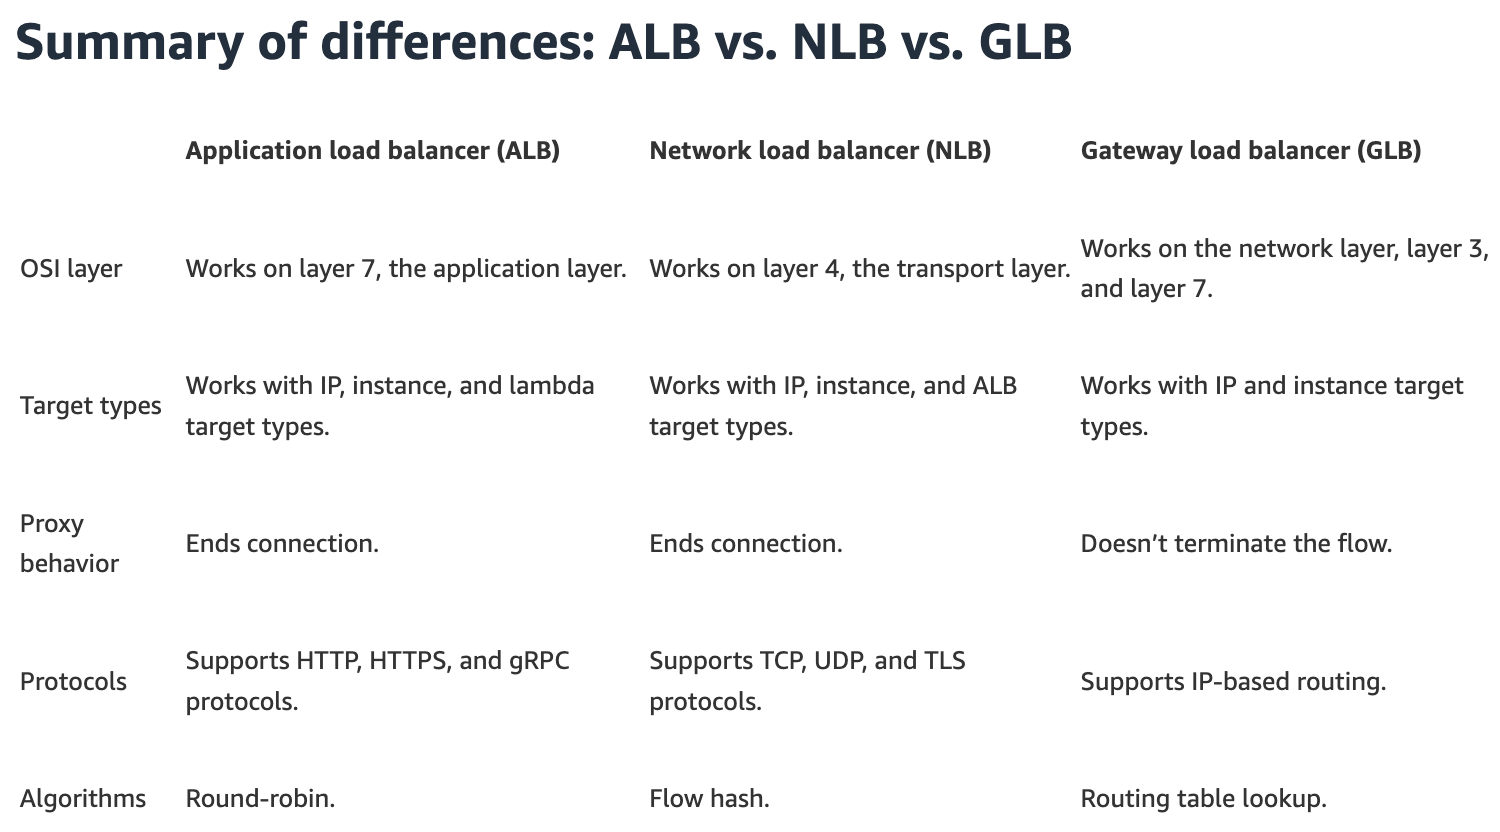 Summary of differences: ALB vs. NLB vs. GLB
Application load balancer (ALB) Network load balancer (NLB) Gateway load balancer (GLB)
OSI layer Works on layer 7, the application layer. Works on layer 4, the transport layer. Works on the network layer, layer 3,
and layer 7.
Target types Works with IP, instance, and lambda
target types.
Works with IP, instance, and ALB
target types.
Works with IP and instance target
types.
Proxy
behavior
Ends connection. Ends connection. Doesn’t terminate the flow.
Protocols Supports HTTP, HTTPS, and gRPC
protocols.
Supports TCP, UDP, and TLS
protocols.
Supports IP-based routing.
Algorithms Round-robin. Flow hash. Routing table lookup.